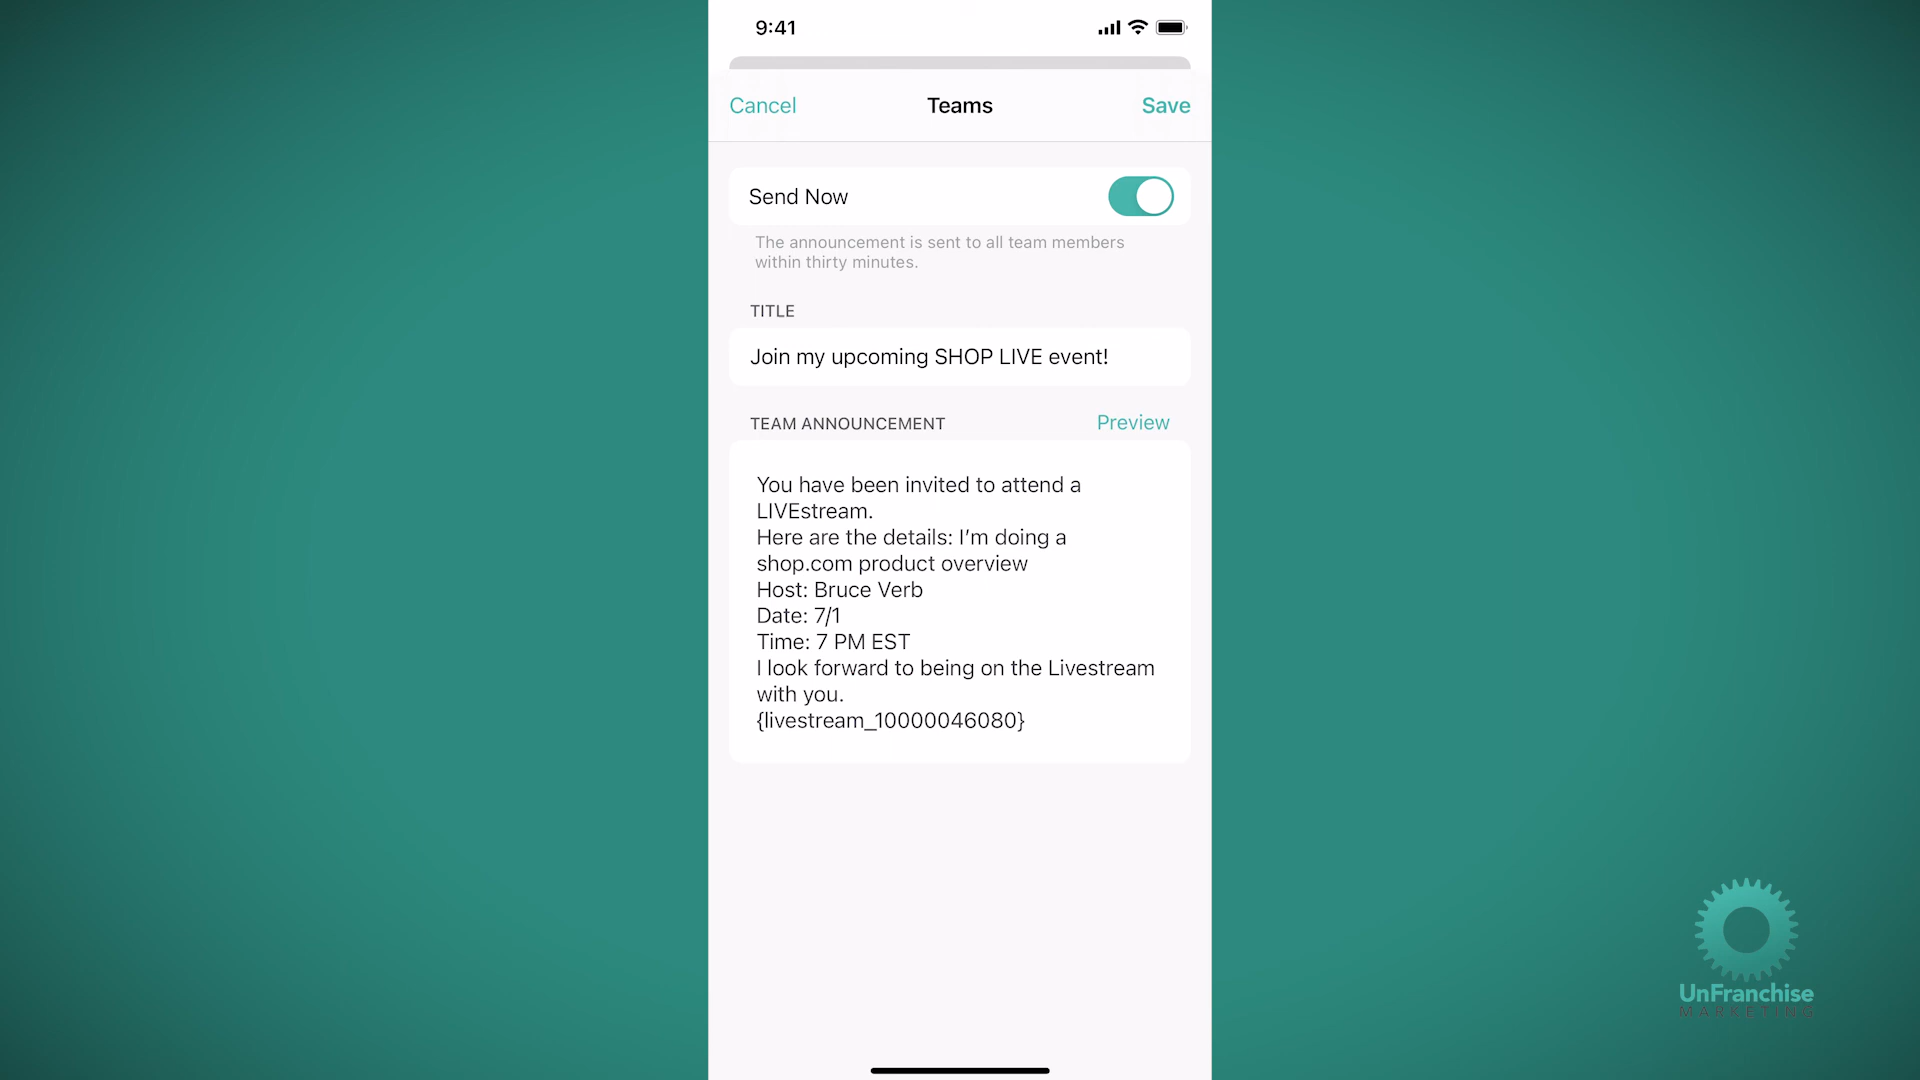 9:41
Cancel
Teams
Save
Send Now
The announcement is sent to all team members
within thirty minutes.
TITLE
Join my upcoming SHOP LIVE event!
TEAM ANNOUNCEMENT
Preview
You have been invited to attend a
LIVEstream.
Here are the details: I’m doing a
shop.com product overview
Host: Bruce Verb
Date: 7/1
Time: 7 PM EST
I look forward to being on the Livestream
with you.
{livestream_10000046080}
UnFranchise
MARKETING